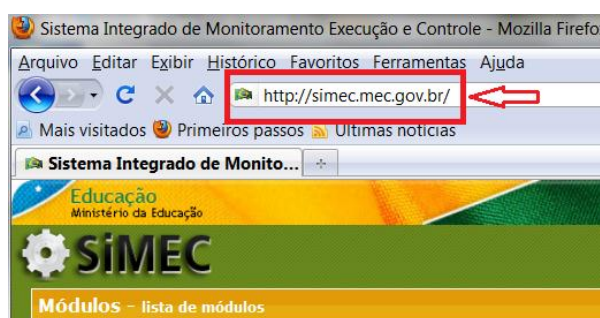 Sistema Integrado de Monitoramento Execução e Controle - Mozilla Firefo
Arquivo Editar Exibir Histórico Favoritos Ferramentas Ajuda
http://simec.mec.gov.br/
Mais visitados Primeiros passos Últimas notícias
Sistema Integrado de Monito...
Educação
Ministério da Educação
SiMEC
Módulos - lista de módulos